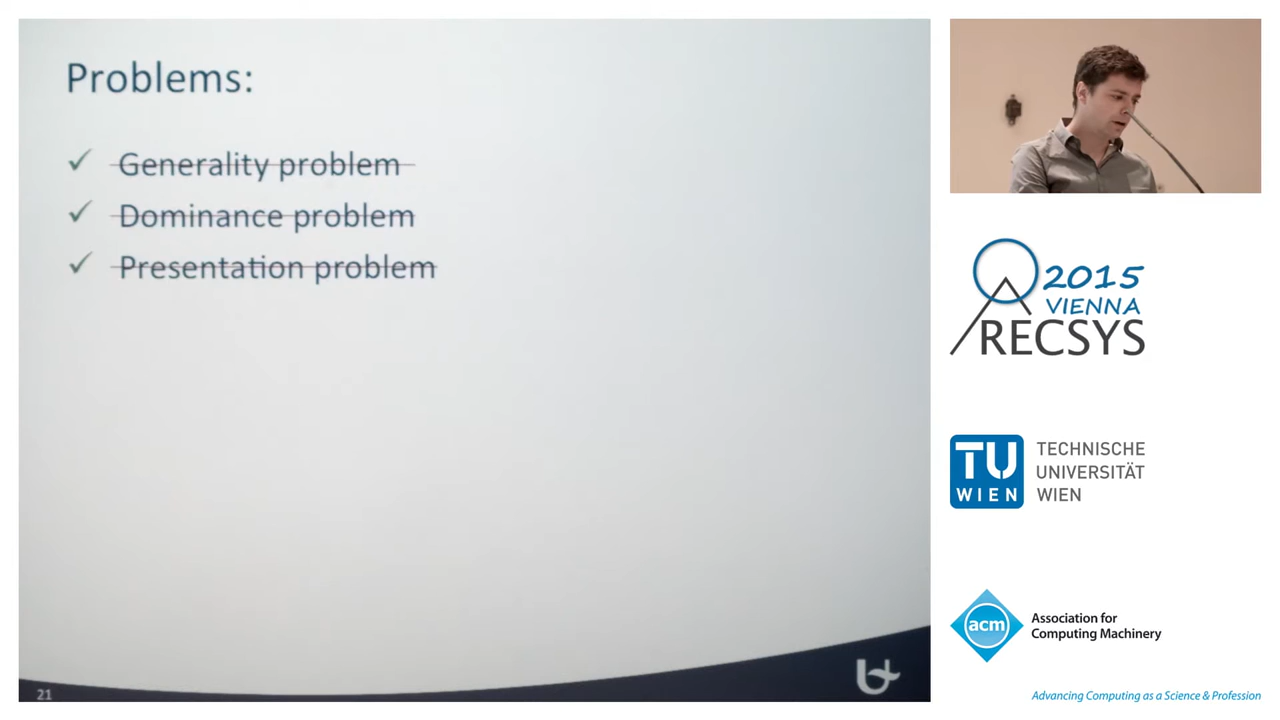 Problems:
✓ Generality problem
✓ Dominance problem
✓ Presentation problem
21
2015
VIENNA
RECSYS
TU
WIEN
TECHNISCHE
UNIVERSITÄT
WIEN
acm
Association for
Computing Machinery
Advancing Computing as a Science & Profession